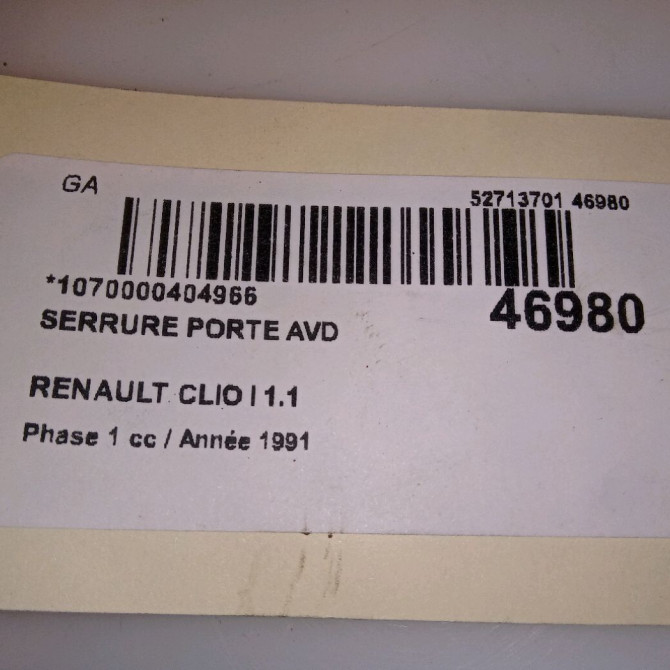 GA
52713701 46980
*1070000404966
46980
SERRURE PORTE AVD
RENAULT CLIO I 1.1
Phase 1 cc / Année 1991